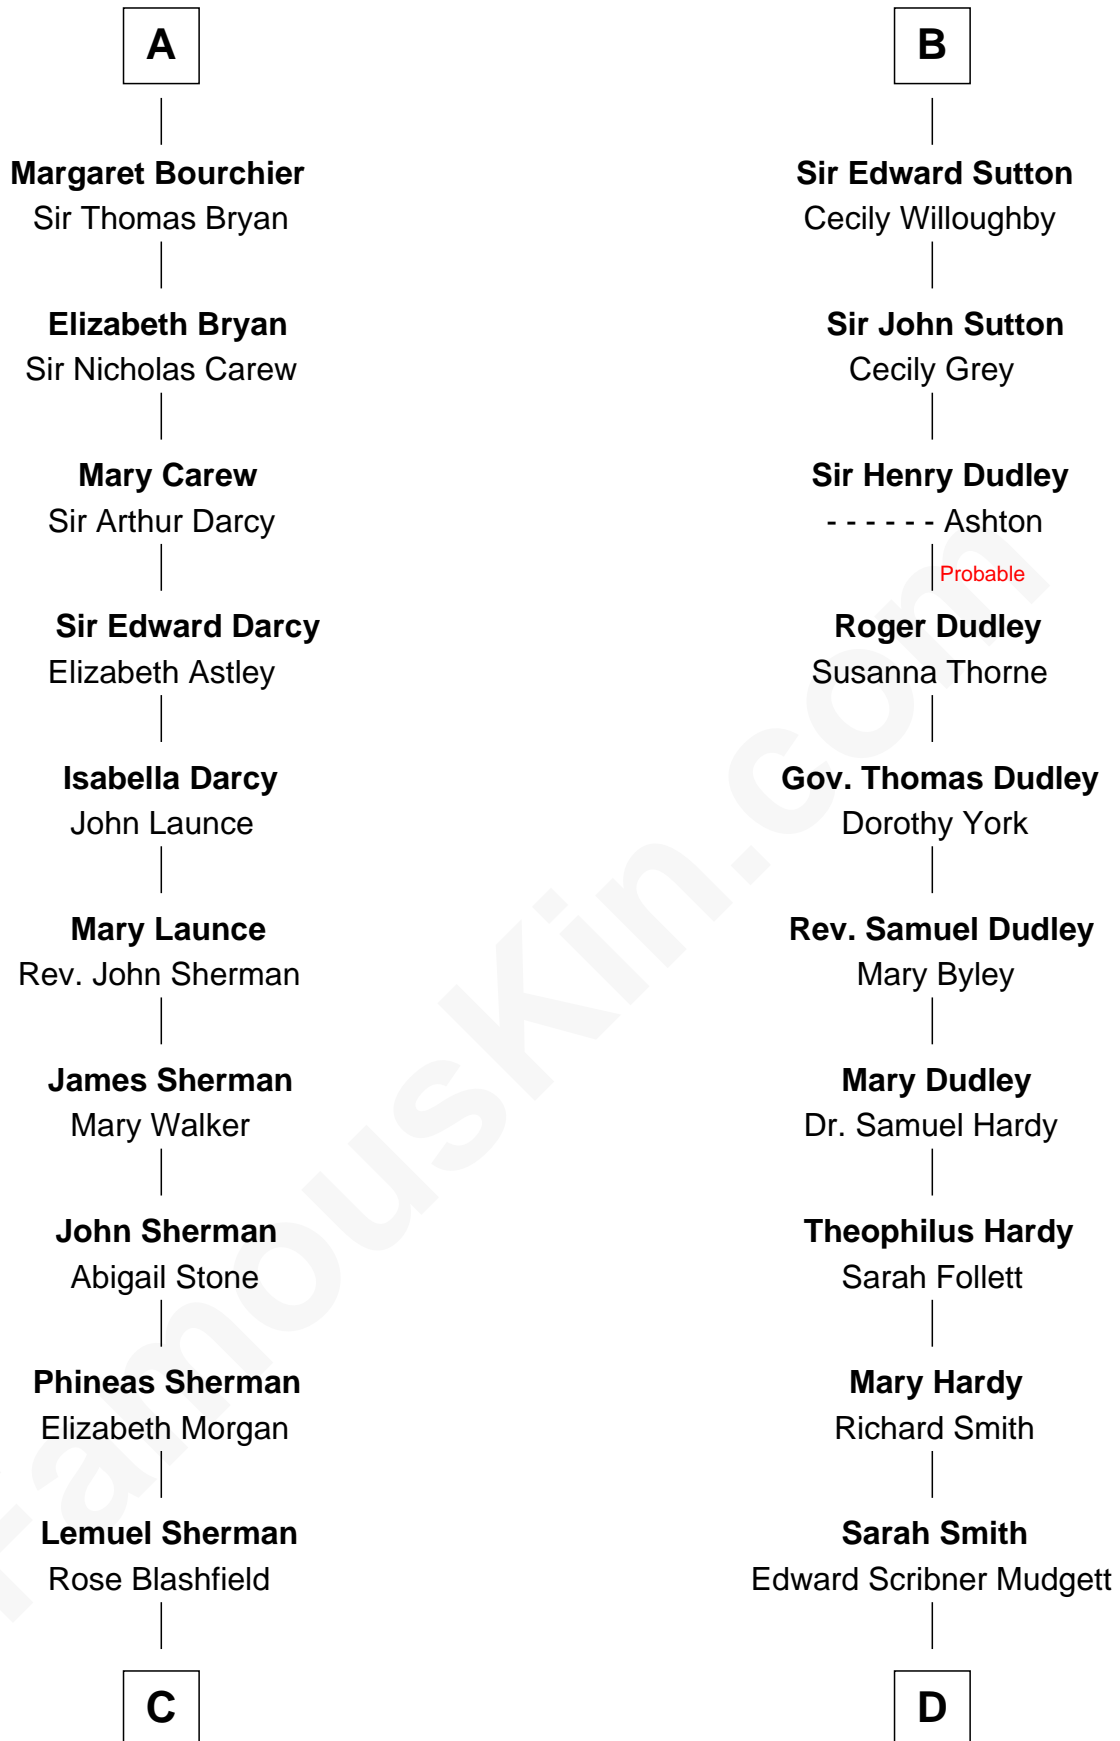 A
Margaret Bourchier
Sir Thomas Bryan
Elizabeth Bryan
Sir Nicholas Carew
Mary Carew
Sir Arthur Darcy
Sir Edward Darcy
Elizabeth Astley
Isabella Darcy
John Launce
Mary Launce
Rev. John Sherman
James Sherman
Mary Walker
John Sherman
Abigail Stone
Phineas Sherman
Elizabeth Morgan
Lemuel Sherman
Rose Blashfield
C
B
Sir Edward Sutton
Cecily Willoughby
Sir John Sutton
Cecily Grey
Sir Henry Dudley
- - - - - - Ashton
Probable
Roger Dudley
Susanna Thorne
Gov. Thomas Dudley
Dorothy York
Rev. Samuel Dudley
Mary Byley
Mary Dudley
Dr. Samuel Hardy
Theophilus Hardy
Sarah Follett
Mary Hardy
Richard Smith
Sarah Smith
Edward Scribner Mudgett
D
FamousKin.com